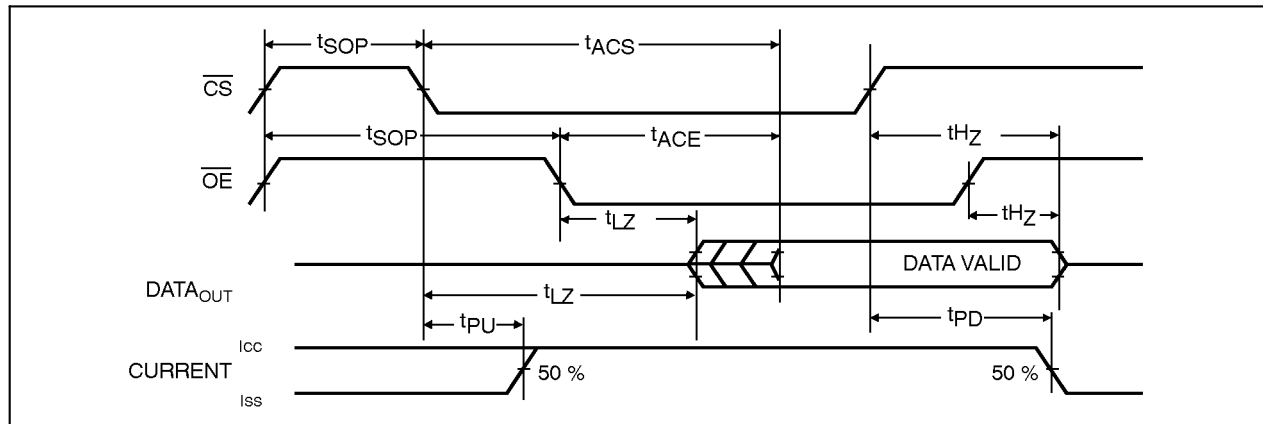 tSOP
tACS
CS
tSOP
tACE
tHZ
OE
tLZ
tHZ
DATA VALID
DATAOUT
tLZ
tPU
tPD
ICC
CURRENT
50 %
50 %
ISS